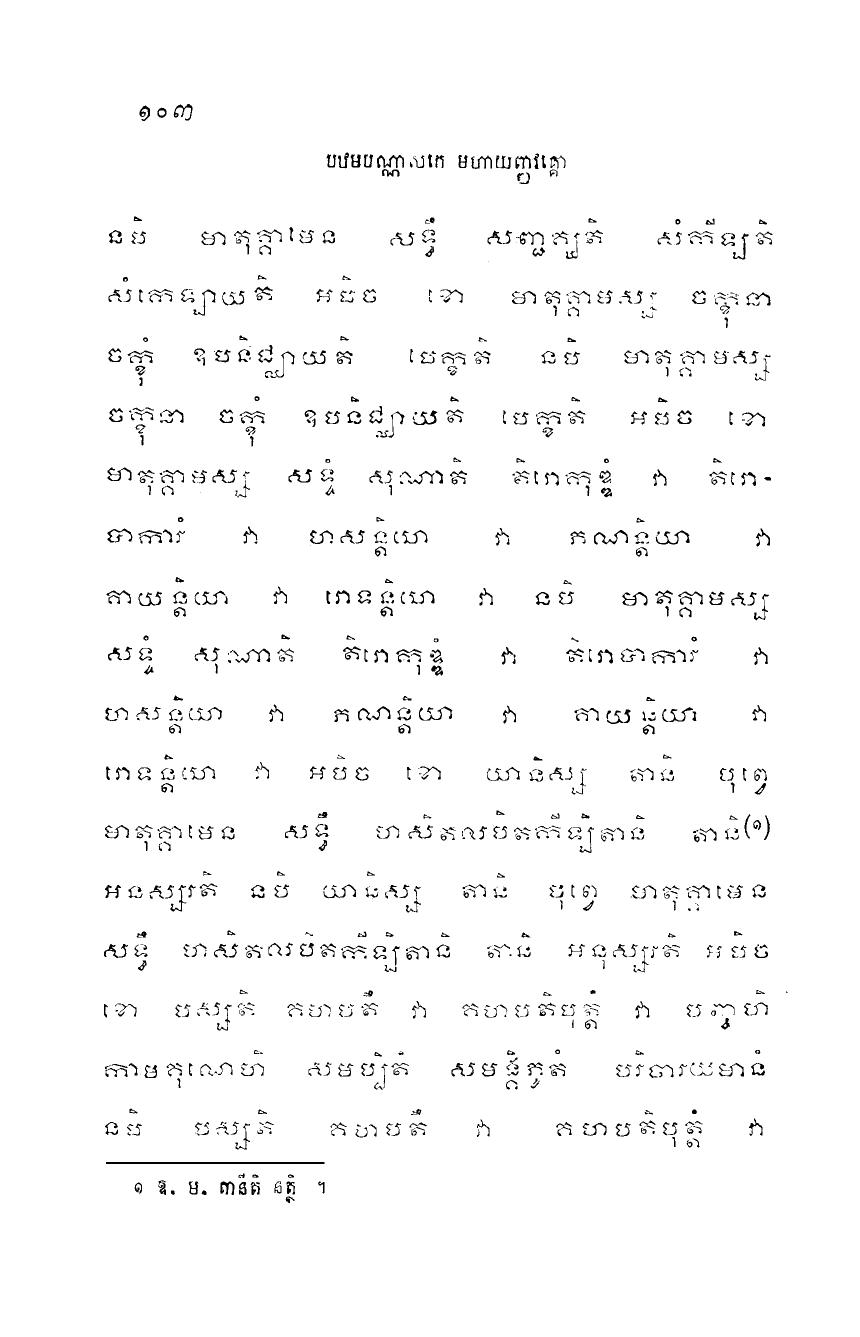 ១០៣
បឋមបណ្ណាសកេ មហាយញ្ញវគ្គោ
នបិ មាតុគ្គាមេន សទ្ធឹ សញ្ជគ្ឃតិ សំកីឡតិ
សំកេឡាយតិ អបិច ខោ មាតុគ្គាមស្ស ចក្ខុនា
ចក្ខុំ ឧបនិជ្ឈាយតិ បេក្ខតិ នបិ មាតុគ្គាមស្ស
ចក្ខុនា ចក្ខុំ ឧបនិជ្ឈាយតិ បេក្ខតិ អបិច ខោ
មាតុគ្គាមស្ស សទ្ទំ សុណាតិ តិរោកុឌ្ឌំ វា តិរោ-
បាការំ វា ហសន្តិយា វា ភណន្តិយា វា
គាយន្តិយា វា រោទន្តិយា វា នបិ មាតុគ្គាមស្ស
សទ្ទំ សុណាតិ តិរោកុឌ្ឌំ វា តិរោបាការំ វា
ហសន្តិយា វា ភណន្តិយា វា គាយន្តិយា វា
រោទន្តិយា វា អបិច ខោ យានិស្ស តានិ បុព្វេ
មាតុគ្គាមេន សទ្ធឹ ហសិតលបិតកីឡិតានិ តានិ(១)
អនុស្សរតិ នបិ យានិស្ស តានិ បុព្វេ មាតុគ្គាមេន
សទ្ធឹ ហសិតលបិតកីឡិតានិ តានិ អនុស្សរតិ អបិច
ខោ បស្សតិ គហបតឹ វា គហបតិបុត្តំ វា បញ្ចហិ
កាមគុណេហិ សមប្បិតំ សមង្គិភូតំ បរិចារយមានំ
នបិ បស្សតិ គហបតឹ វា គហបតិបុត្តំ វា
១ ឱ. ម. តានីតិ នត្ថិ ។